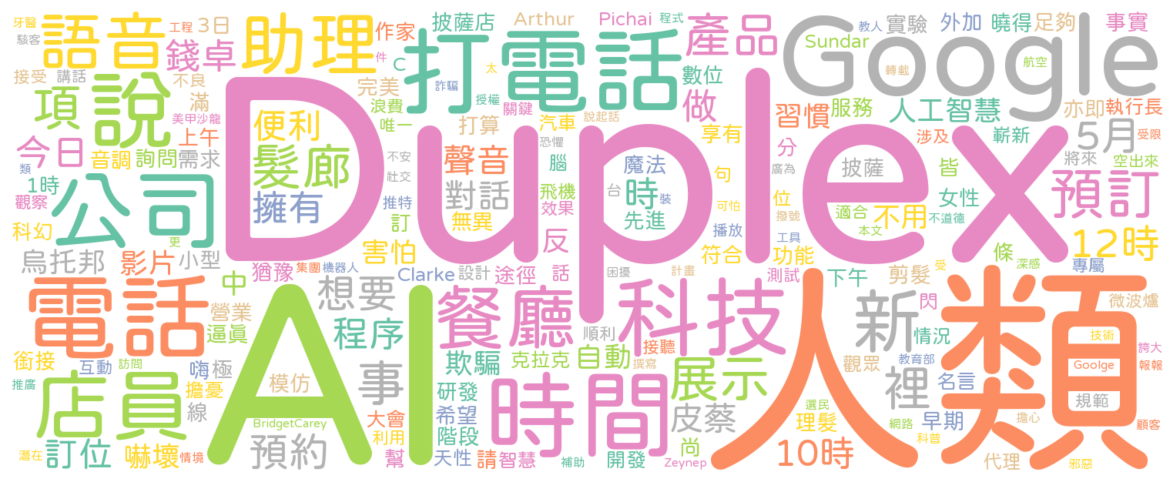 牙醫 工程 3日 披薩店 Arthur Pichai 程式 產品 Google 教人 實驗 外加 曉得 足夠 事實
駭客 語音 助理 錢卓 作家 C 打電話 Sundar 航空
接受 講話 不良 完美 件 太 數位 轉載
項 說 滿 浪費 詐騙 授權 關鍵 做 習慣 服務 人工智慧 亦即 執行長
美甲沙龍 上午 便利 唯一 打算 汽車 說起話 享有 分 涉及 嶄新 5月 受限
今日 音調 詢問 需求 髮廊 聲音 恐懼 腦 魔法 句 皆 將來 空出來
類 1時 觀察 Duplex 不安 對話 飛機 台 時 披薩 廣為 位 女性 預訂
公司 擁有 社交 推特 訂 無異 效果 先進 裝 可怕 撥號 適合 不用 不道德
科幻 更 害怕 反 符合 播放 工具 本文 條 12時
烏托邦 影片 小型 集團 機器人 猶豫 Clarke 設計 途徑 話 困擾 計畫 測試 功能 下午 剪髮 受 深感 專屬
電話 中 營業 想要 餐廳 科技 人類 新 閃 微波爐
逼真 程序 順利 接聽 情況 技術 誇大
銜接 互動 訪問 嗨 極 事 欺騙 克拉克 自動 撰寫 展示 觀眾 教育部 裡 名言 Goolge 報報
推廣 店員 擔憂 模仿 AI 大會 研發 時間 皮蔡 選民 早期 擔心 規範
線 BridgetCarey 利用 希望 階段 尚 理髮 網路 科普 顧客
潛在 訂位 嚇壞 情境 預約 幫 天性 請 智慧 補助 開發 Zeynep 10時 代理 邪惡